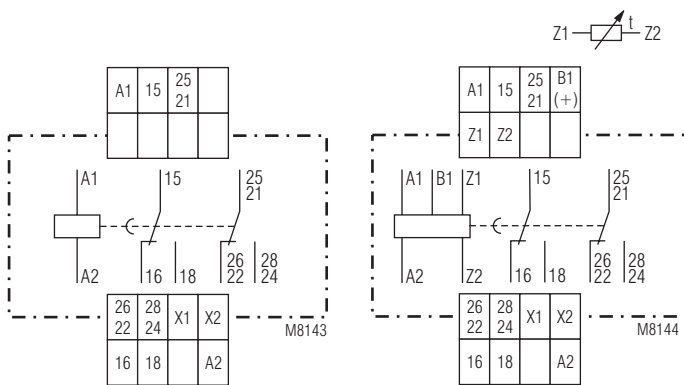 Z1 t Z2
A1 15 25 21
A1 15 25 21 B1 (+)
Z1 Z2
A1 15 25 21
A1 B1 Z1 15 25 21
A2 16 18 26 22 28 24
A2 Z2 16 18 26 22 28 24
26 22 28 24 X1 X2
16 18 A2
M8143
26 22 28 24 X1 X2
16 18 A2
M8144